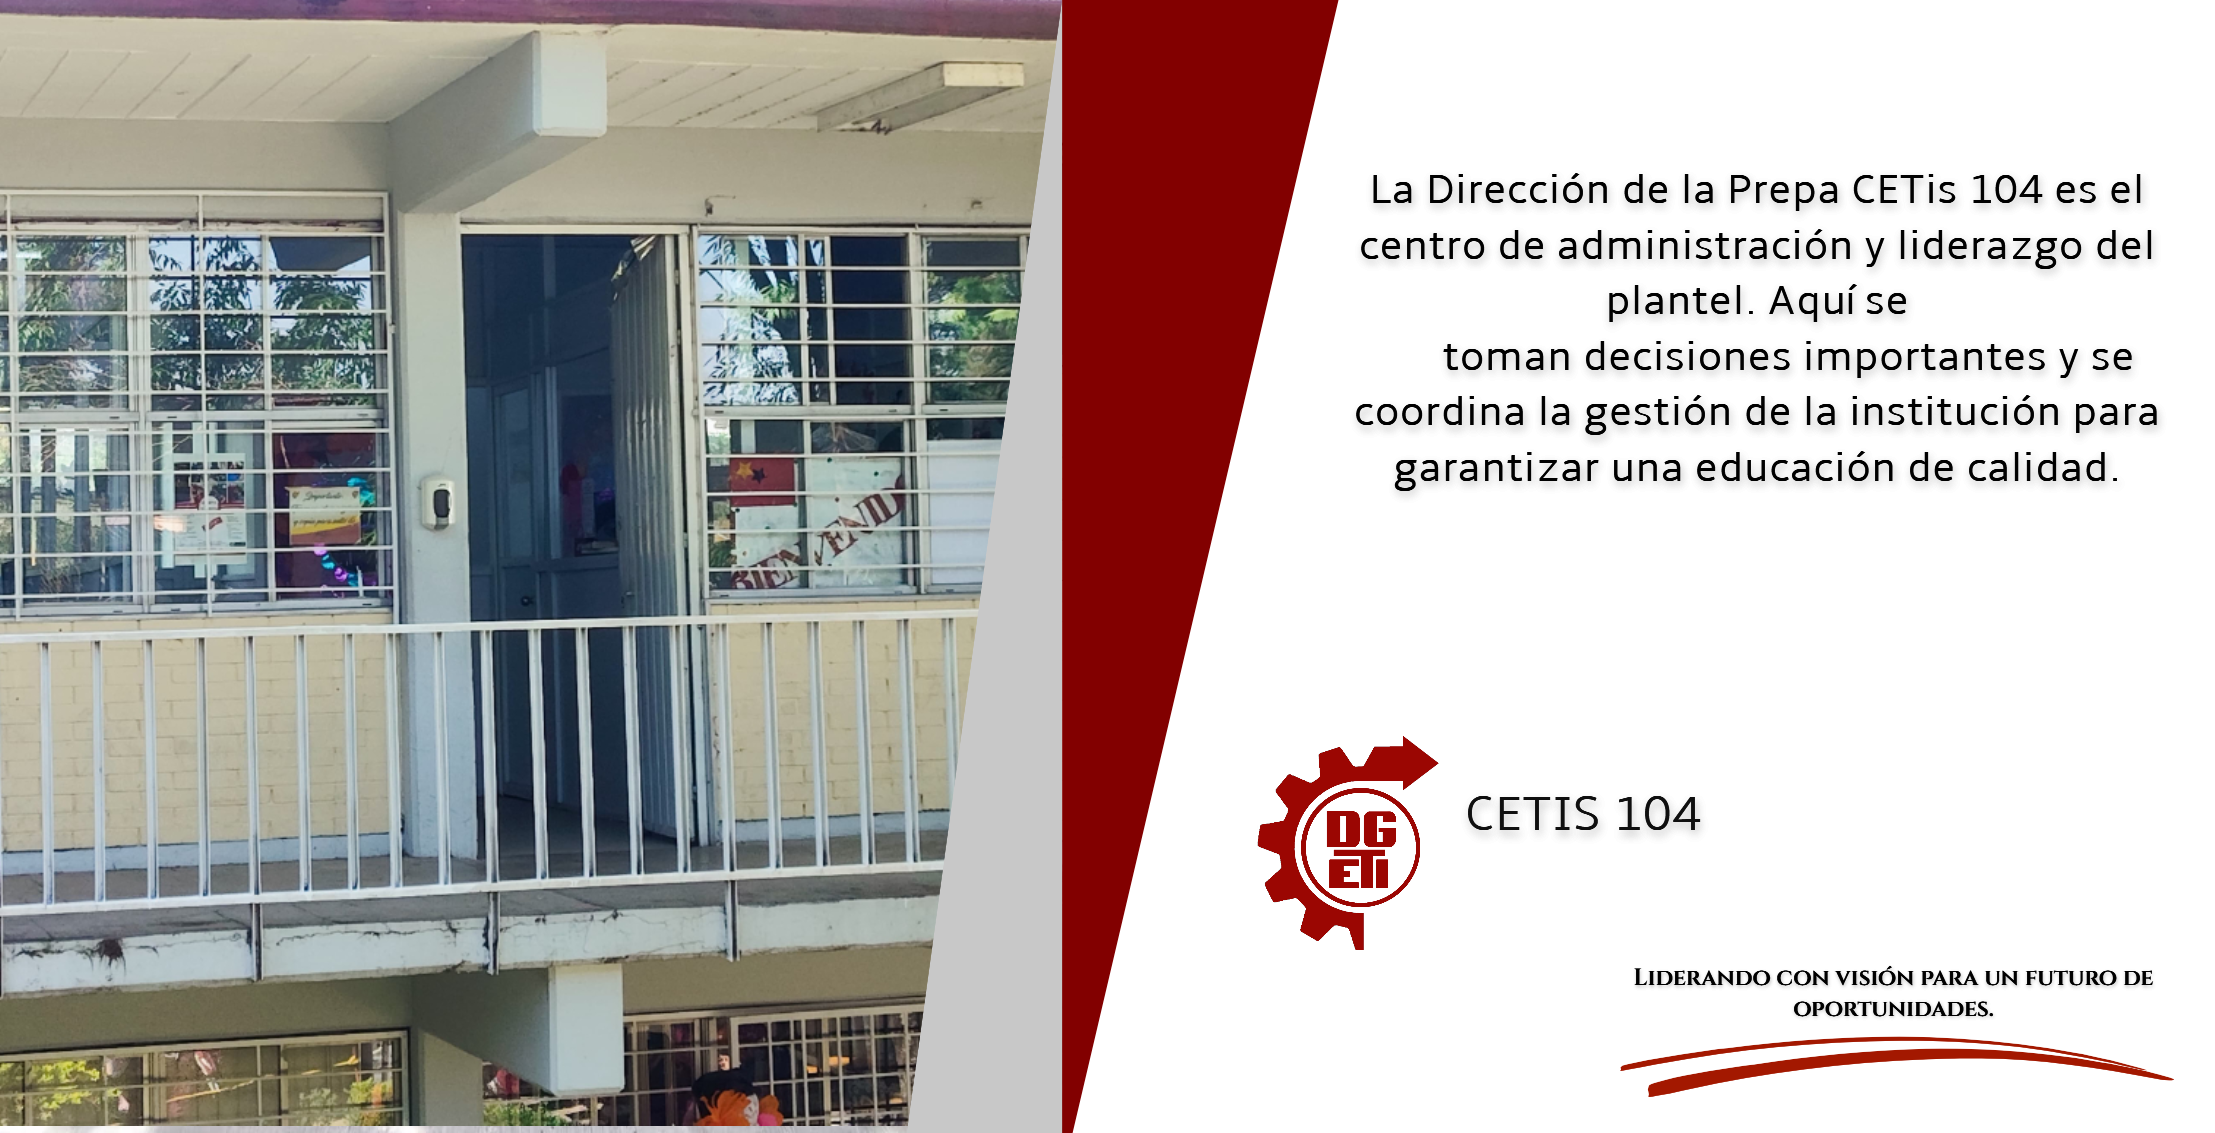 La Dirección de la Prepa CETis 104 es el
centro de administración y liderazgo del
plantel. Aquí se
toman decisiones importantes y se
coordina la gestión de la institución para
garantizar una educación de calidad.
Importante
BIENVENID
DG
ETI
CETIS 104
Liderando con visión para un futuro de
oportunidades.